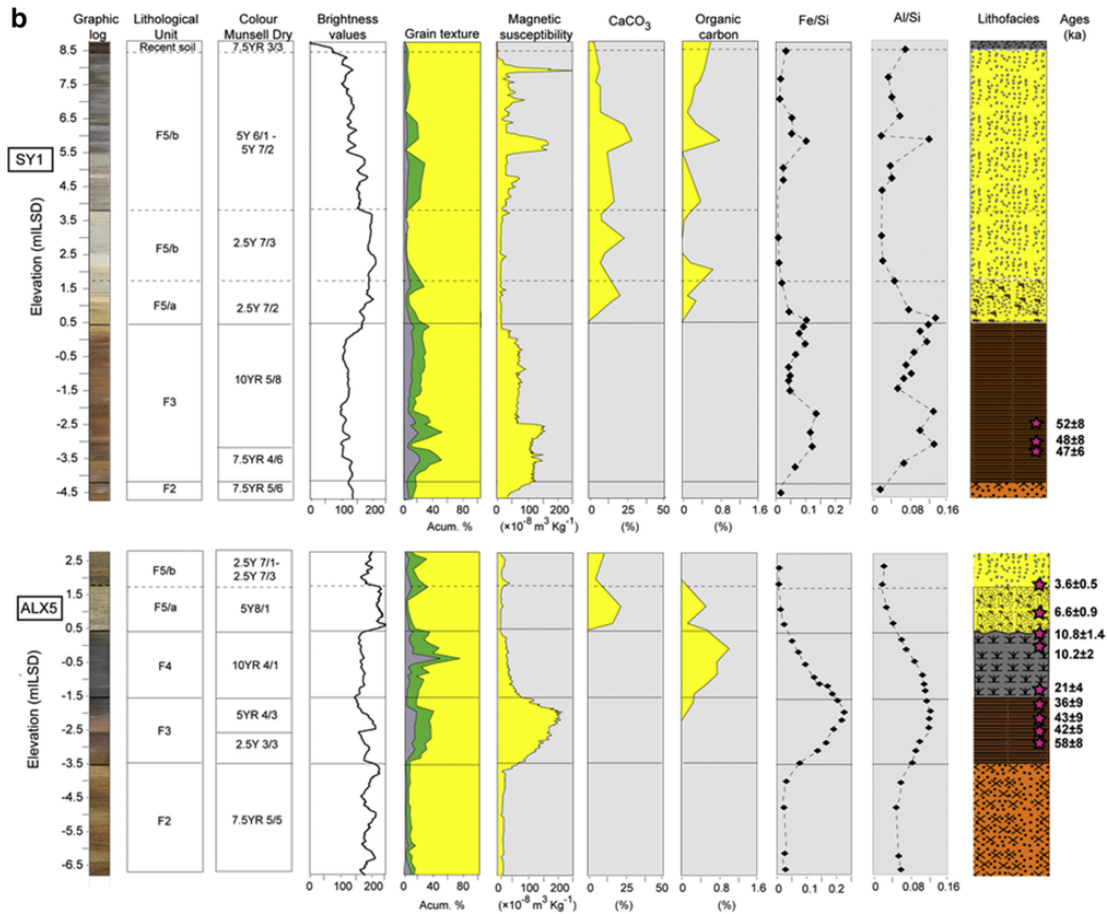 b
Graphic log
Lithological Unit
Colour Munsell Dry
Brightness values
Grain texture
Magnetic susceptibility
CaCO3
Organic carbon
Fe/Si
Al/Si
Lithofacies
Ages (ka)
SY1
Elevation (mILSD)
8.5
7.5
6.5
5.5
4.5
3.5
2.5
1.5
0.5
-0.5
-1.5
-2.5
-3.5
-4.5
Recent soil
F5/b
F5/b
F5/a
F3
F2
7.5YR 3/3
5Y 6/1 -
5Y 7/2
2.5Y 7/3
2.5Y 7/2
10YR 5/8
7.5YR 4/6
7.5YR 5/6
52±8
48±8
47±6
0 100 200
0 40 80
Acum. %
0 100 200
(×10-8 m3 Kg-1)
0 25 50
(%)
0 0.8 1.6
(%)
0 0.1 0.2
0 0.08 0.16
ALX5
Elevation (mILSD)
2.5
1.5
0.5
-0.5
-1.5
-2.5
-3.5
-4.5
-5.5
-6.5
F5/b
F5/a
F4
F3
F2
2.5Y 7/1-
2.5Y 7/3
5Y8/1
10YR 4/1
5YR 4/3
2.5Y 3/3
7.5YR 5/5
3.6±0.5
6.6±0.9
10.8±1.4
10.2±2
21±4
36±9
43±9
42±5
58±8
0 100 200
0 40 80
Acum. %
0 100 200
(×10-8 m3 Kg-1)
0 25 50
(%)
0 0.8 1.6
(%)
0 0.1 0.2
0 0.08 0.16